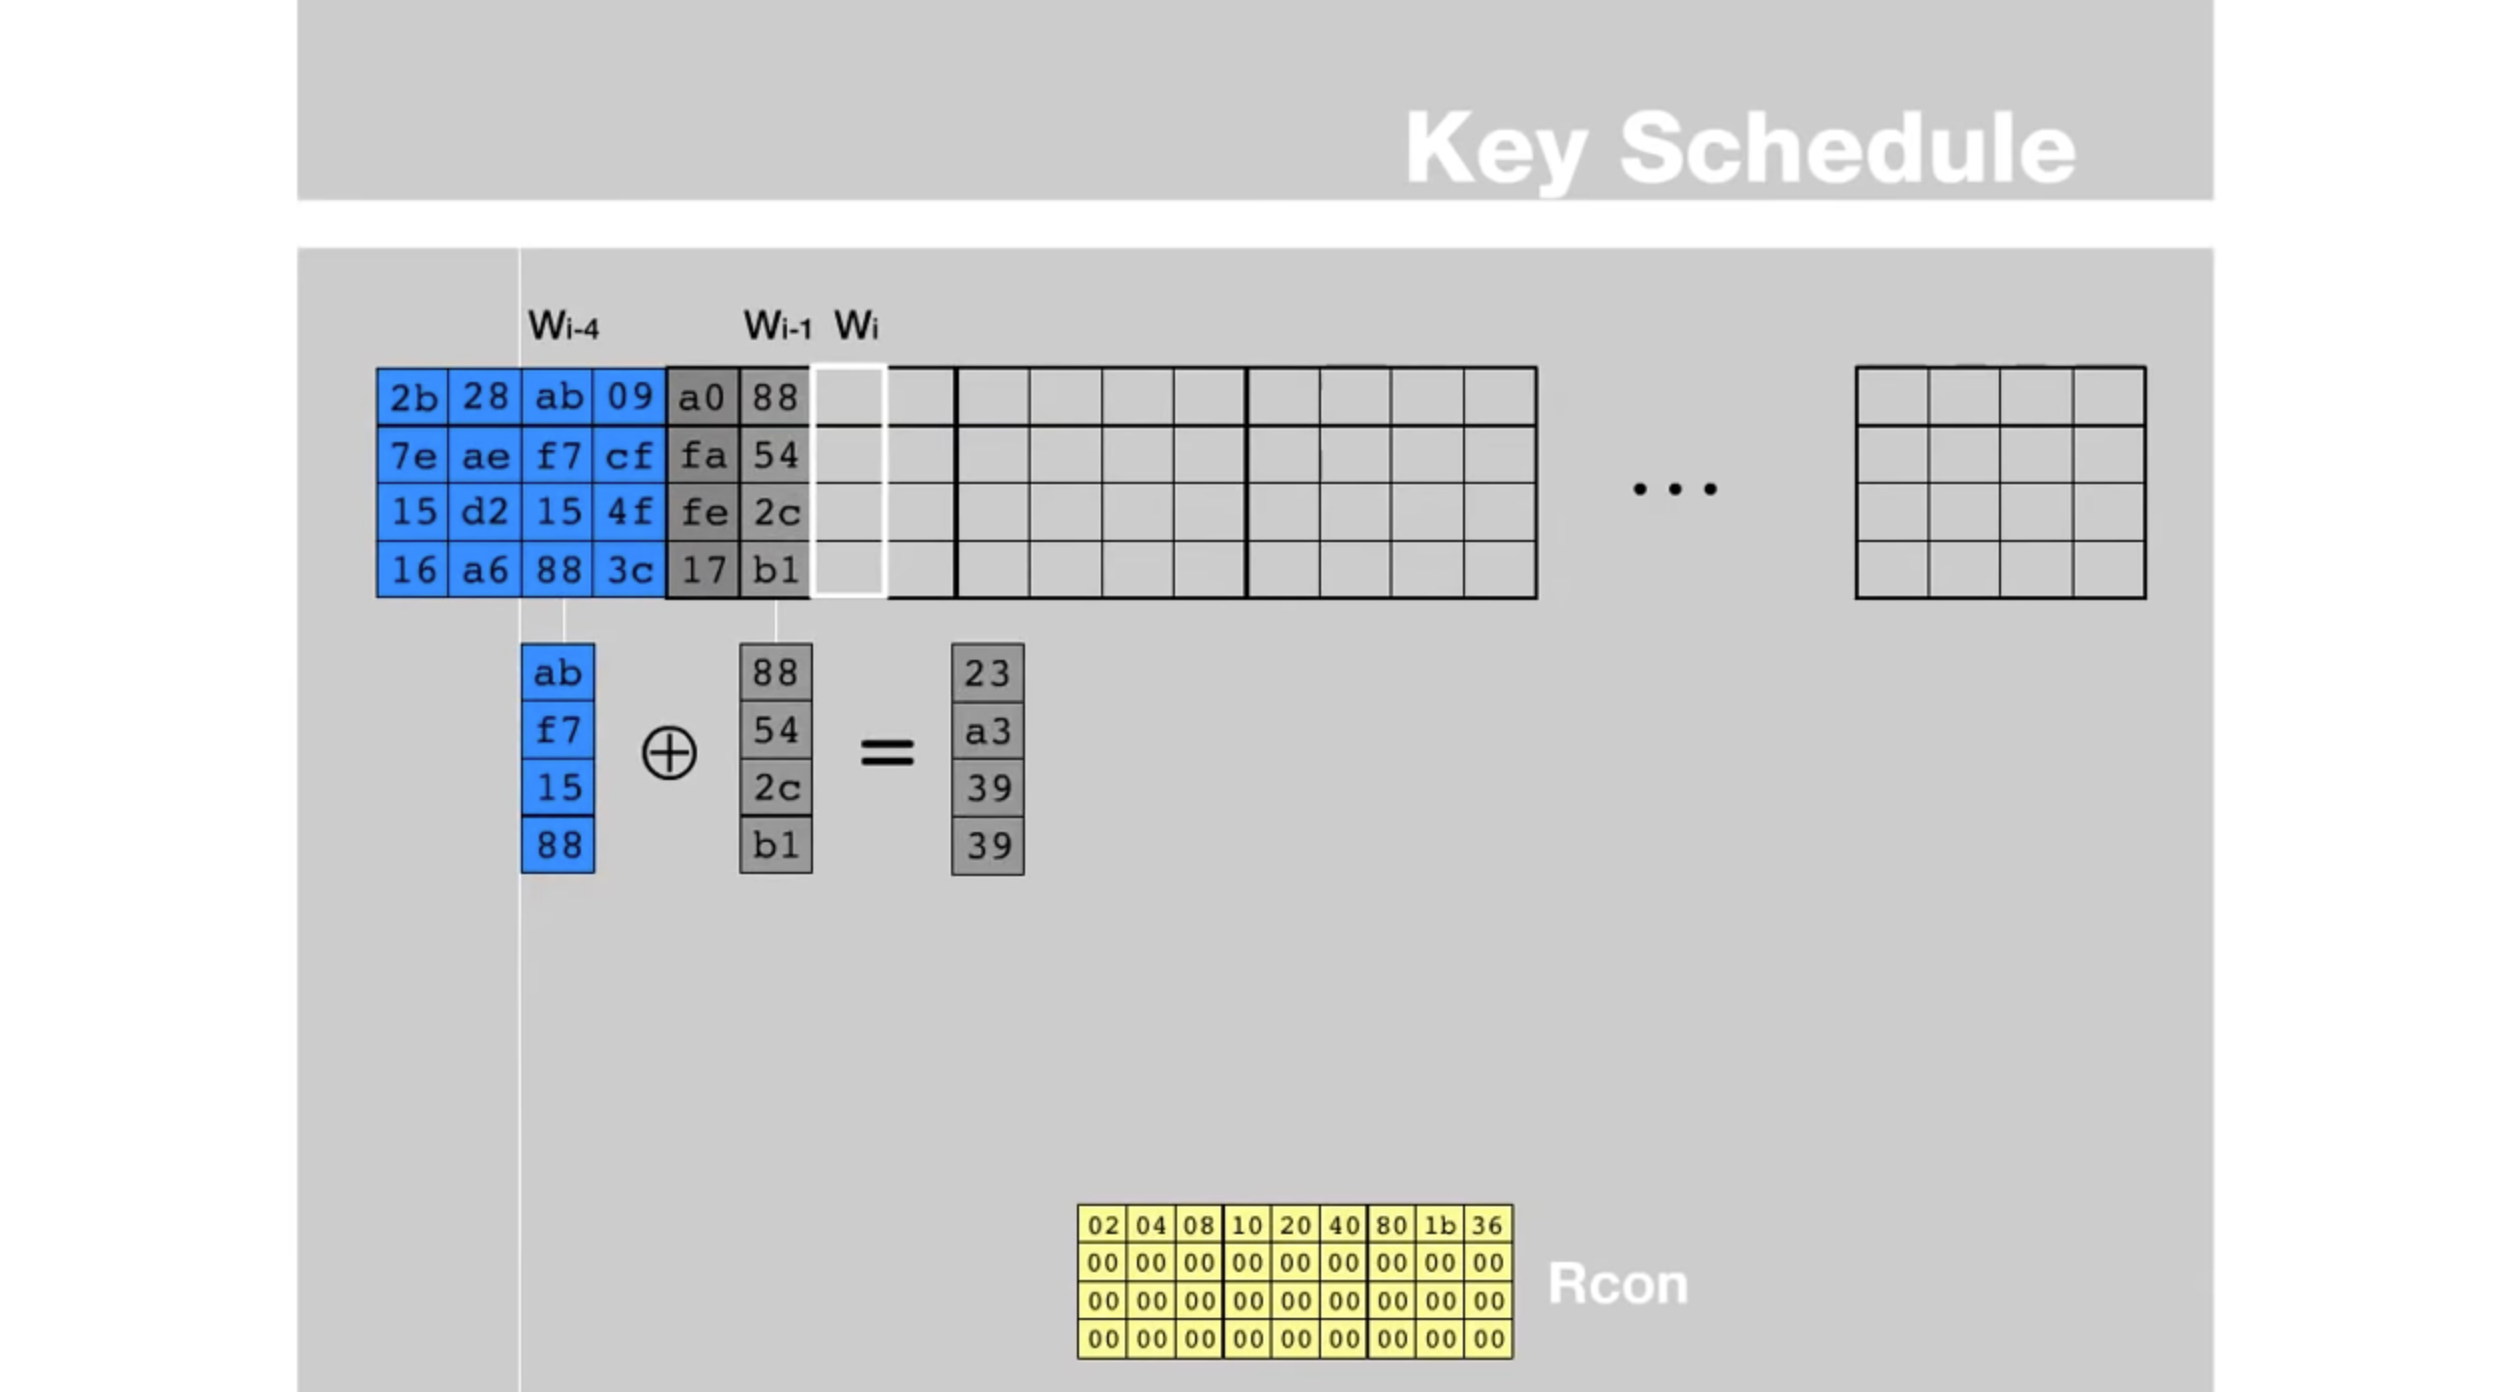 Key Schedule
Wi-4 Wi-1 Wi
2b 28 ab 09 a0 88
7e ae f7 cf fa 54
15 d2 15 4f fe 2c
16 a6 88 3c 17 b1
...
ab 88 23
f7 54 a3
⊕ =
15 2c 39
88 b1 39
02 04 08 10 20 40 80 1b 36
00 00 00 00 00 00 00 00 00
Rcon
00 00 00 00 00 00 00 00 00
00 00 00 00 00 00 00 00 00